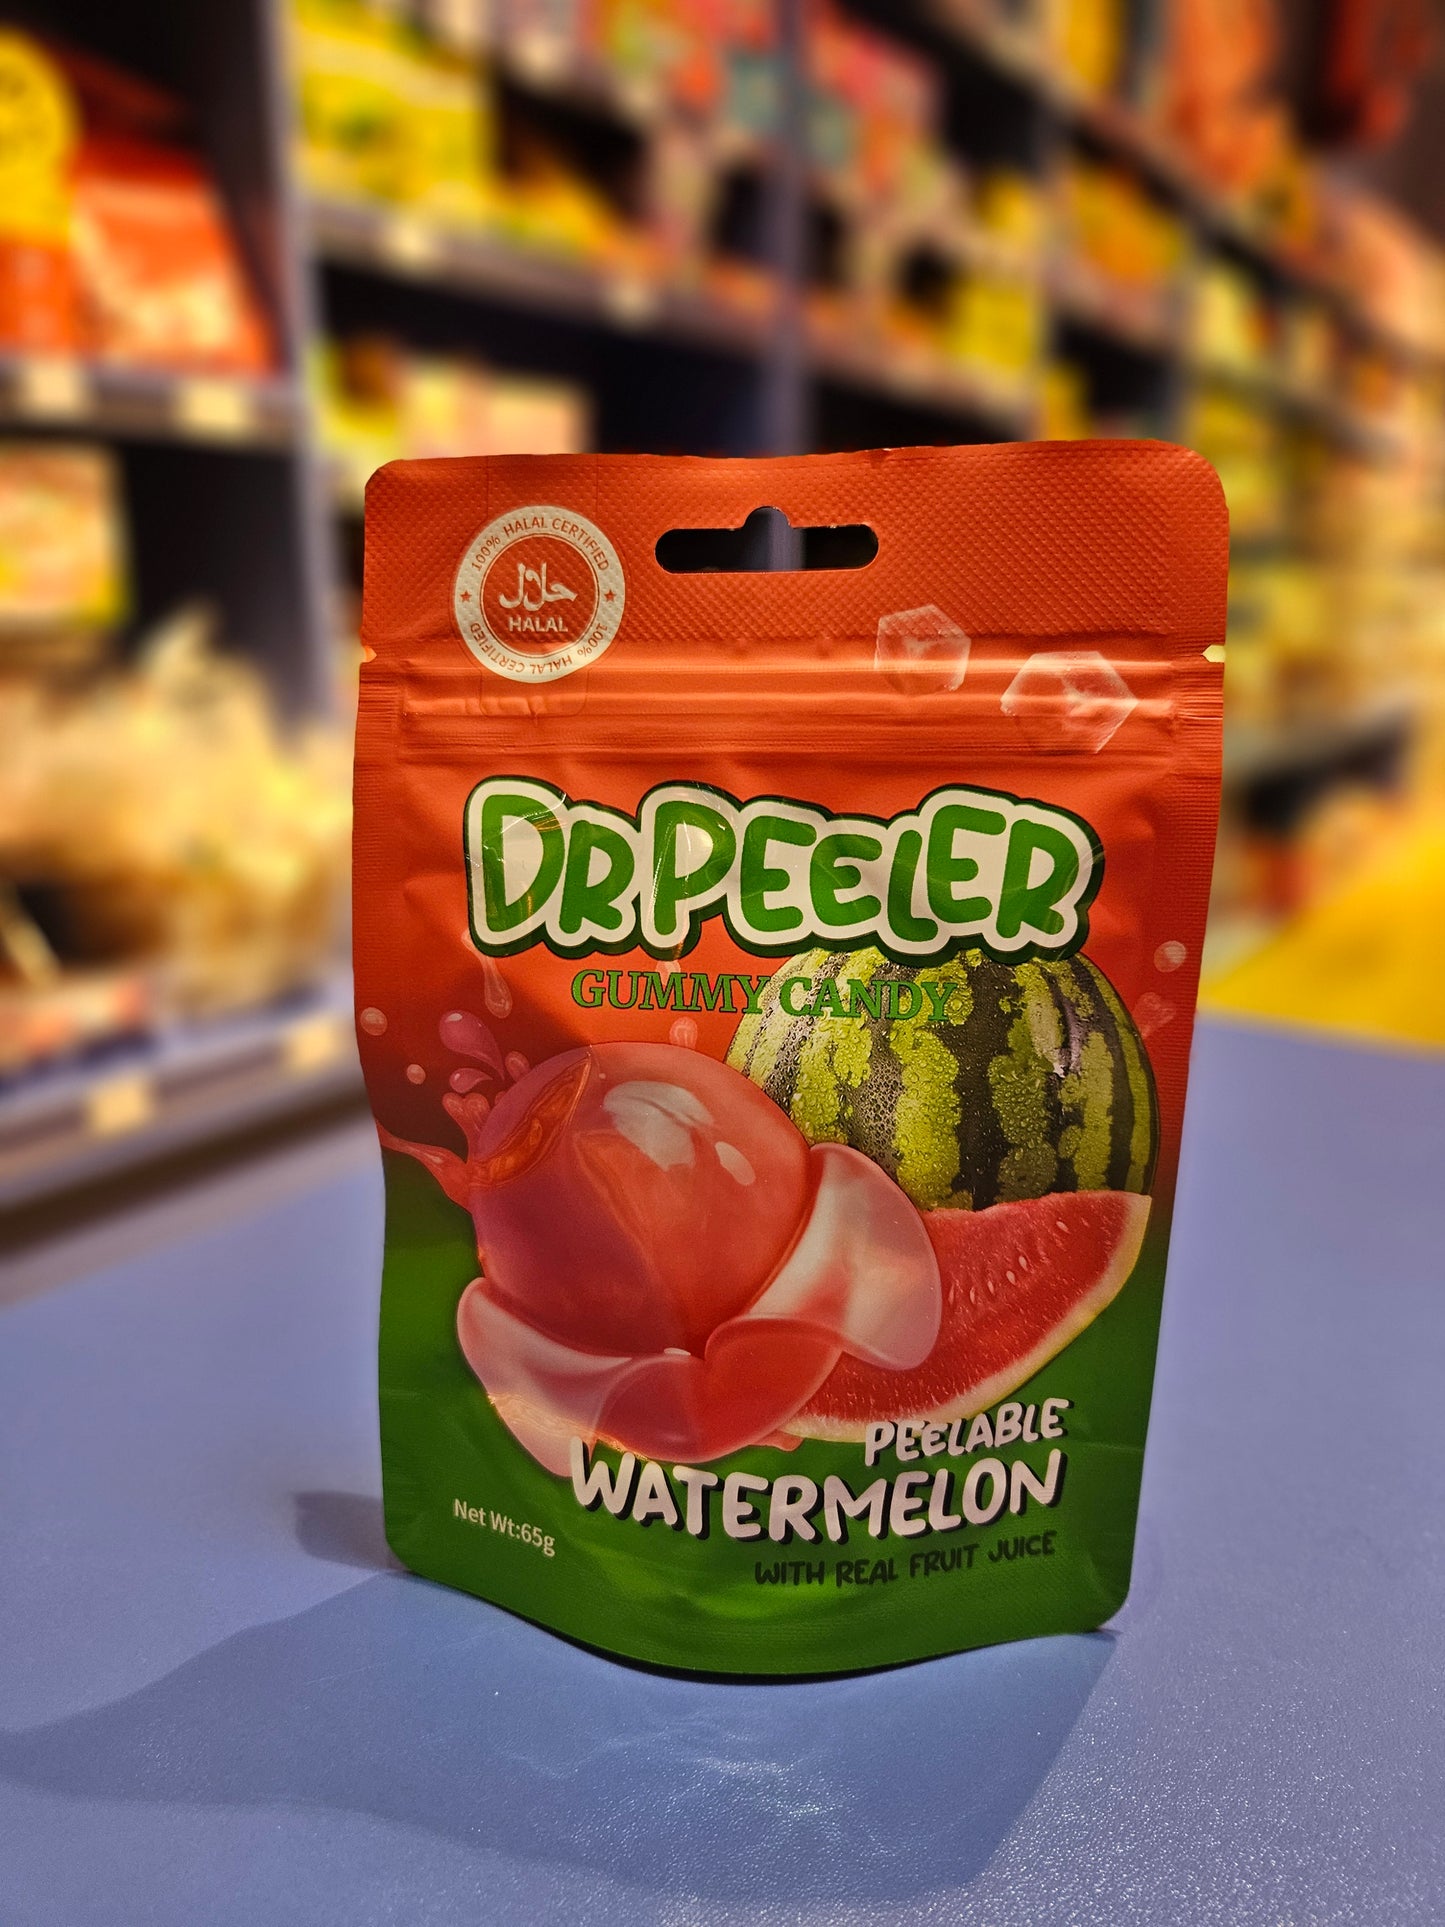 100% HALAL CERTIFIED
حلال
HALAL
100% HALAL CERTIFIED
DR PEELER
GUMMY CANDY
PEELABLE
WATERMELON
Net Wt:65g
WITH REAL FRUIT JUICE